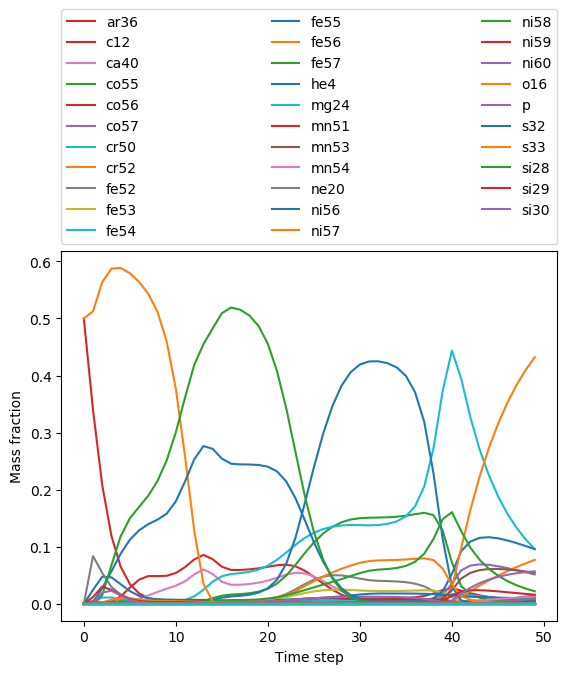 ar36 fe55 ni58
c12 fe56 ni59
ca40 fe57 ni60
co55 he4 o16
co56 mg24 p
co57 mn51 s32
cr50 mn53 s33
cr52 mn54 si28
fe52 ne20 si29
fe53 ni56 si30
fe54 ni57
0.6
0.5
0.4
0.3
0.2
0.1
0.0
Mass fraction
0 10 20 30 40 50
Time step